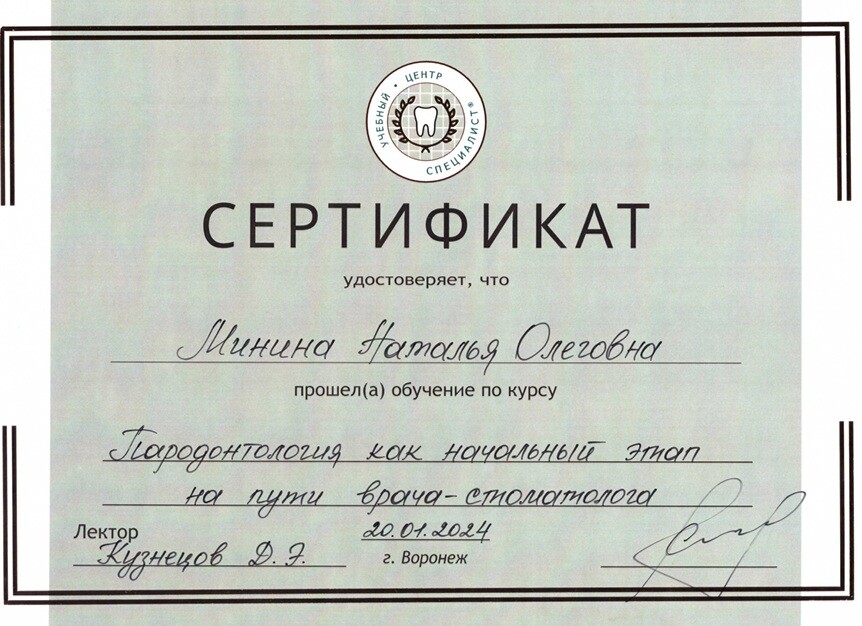 УЧЕБНЫЙ • ЦЕНТР
СПЕЦИАЛИСТ®
СЕРТИФИКАТ
удостоверяет, что
Минина Наталья Олеговна
прошел(а) обучение по курсу
Пародонтология как начальный этап
на пути врача-стоматолога
Лектор
20.01.2024
Кузнецов Д.Э.
г. Воронеж